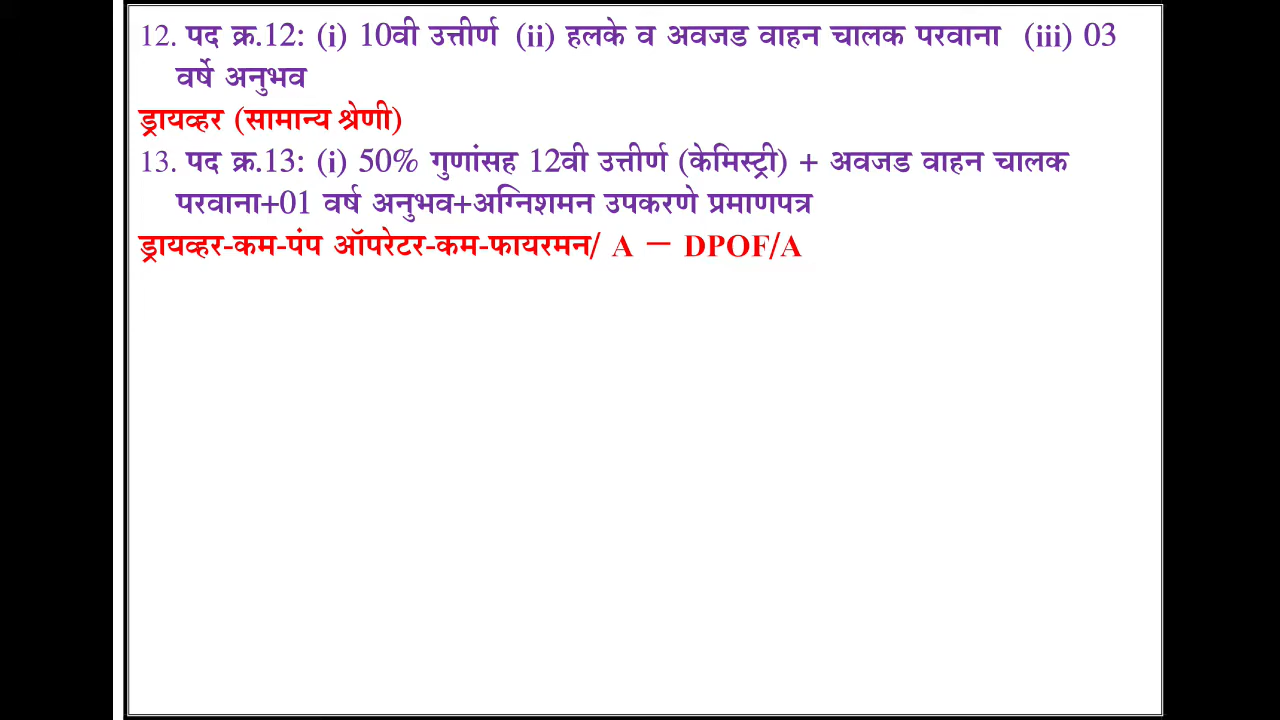 12. पद क्र.12: (i) 10वी उत्तीर्ण (ii) हलके व अवजड वाहन चालक परवाना (iii) 03
वर्षे अनुभव
ड्रायव्हर (सामान्य श्रेणी)
13. पद क्र.13: (i) 50% गुणांसह 12वी उत्तीर्ण (केमिस्ट्री) + अवजड वाहन चालक
परवाना+01 वर्ष अनुभव+अग्निशमन उपकरणे प्रमाणपत्र
ड्रायव्हर-कम-पंप ऑपरेटर-कम-फायरमन/ A – DPOF/A